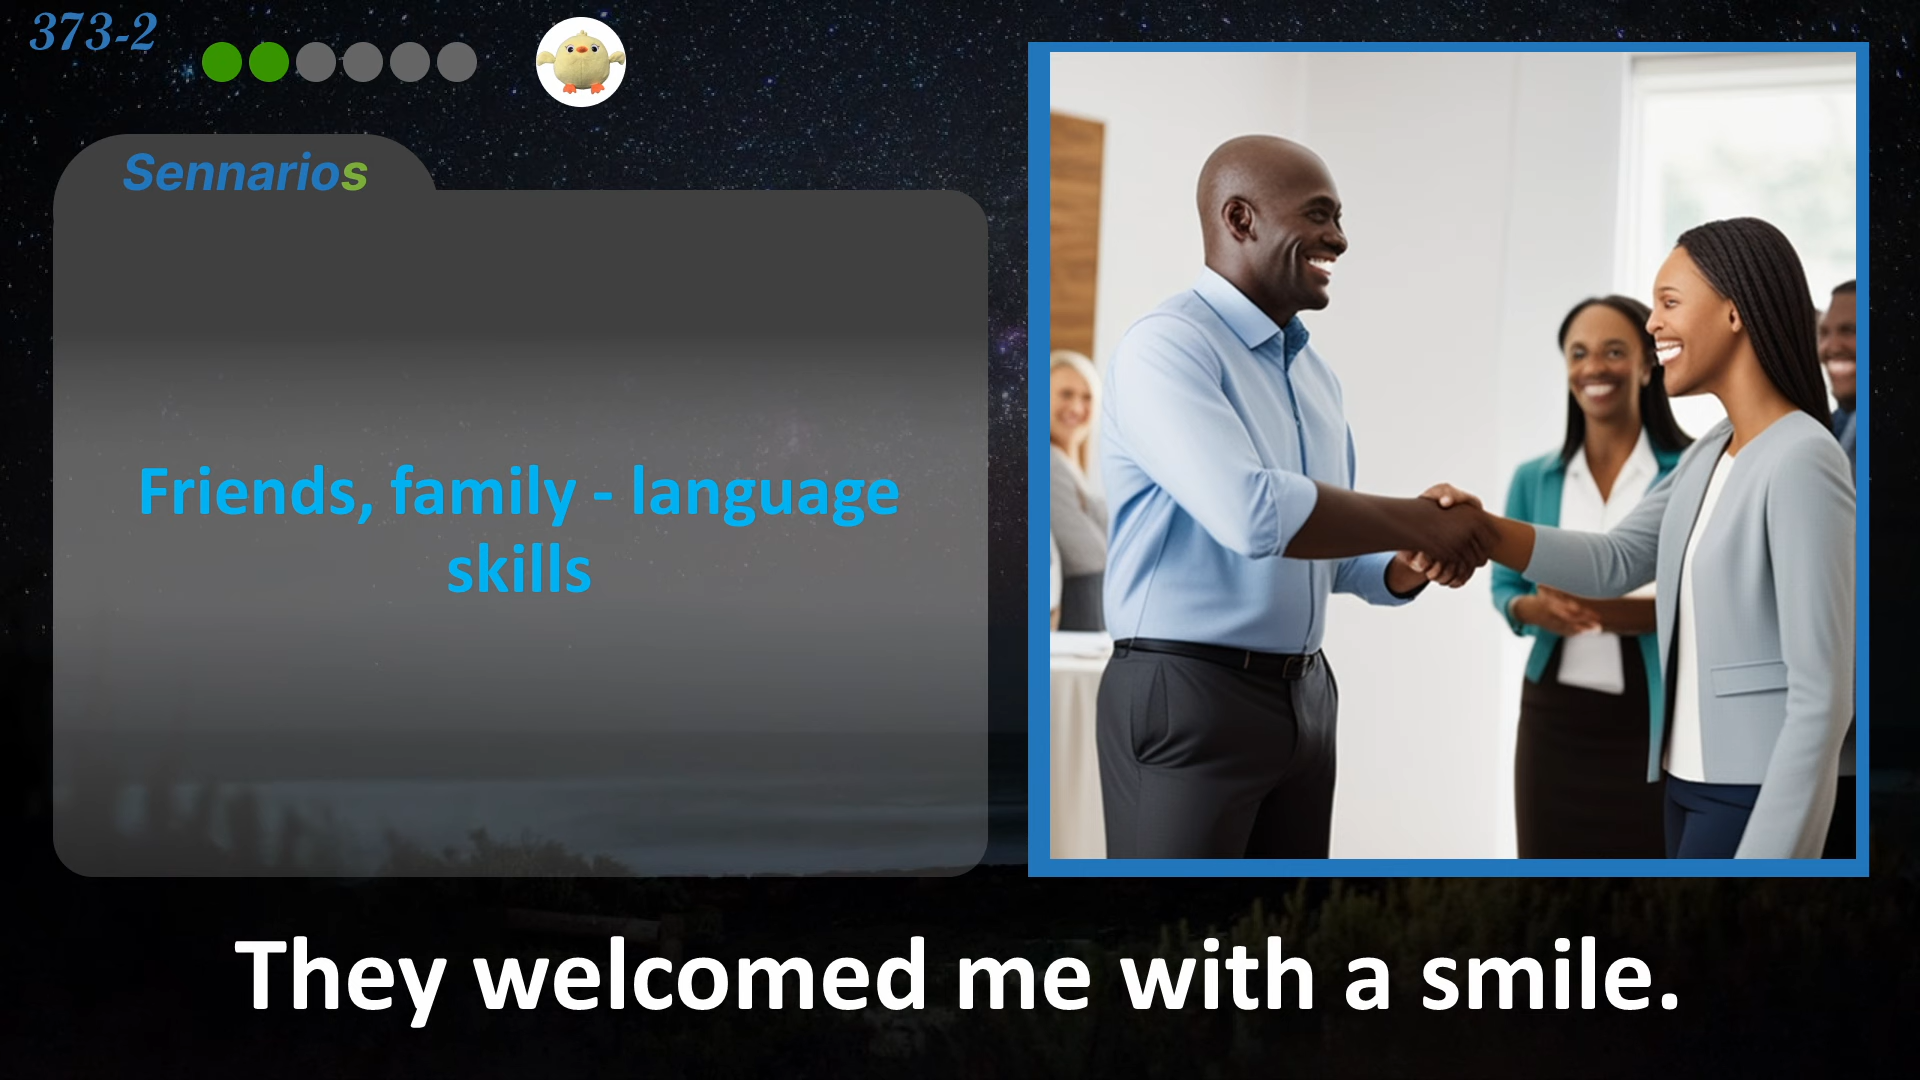 373-2
Sennarios
Friends, family - language
skills
They welcomed me with a smile.